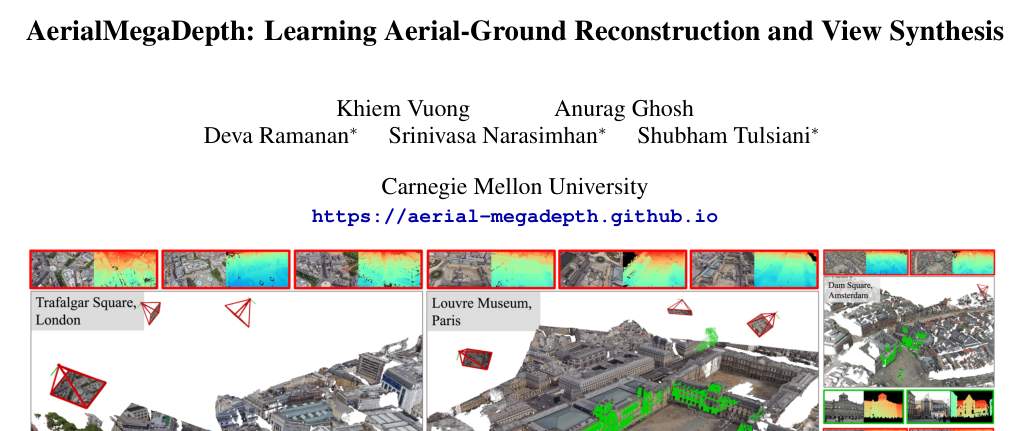 AerialMegaDepth: Learning Aerial-Ground Reconstruction and View Synthesis
Khiem Vuong Anurag Ghosh
Deva Ramanan* Srinivasa Narasimhan* Shubham Tulsiani*
Carnegie Mellon University
https://aerial-megadepth.github.io
Trafalgar Square,
London
Louvre Museum,
Paris
Dam Square,
Amsterdam